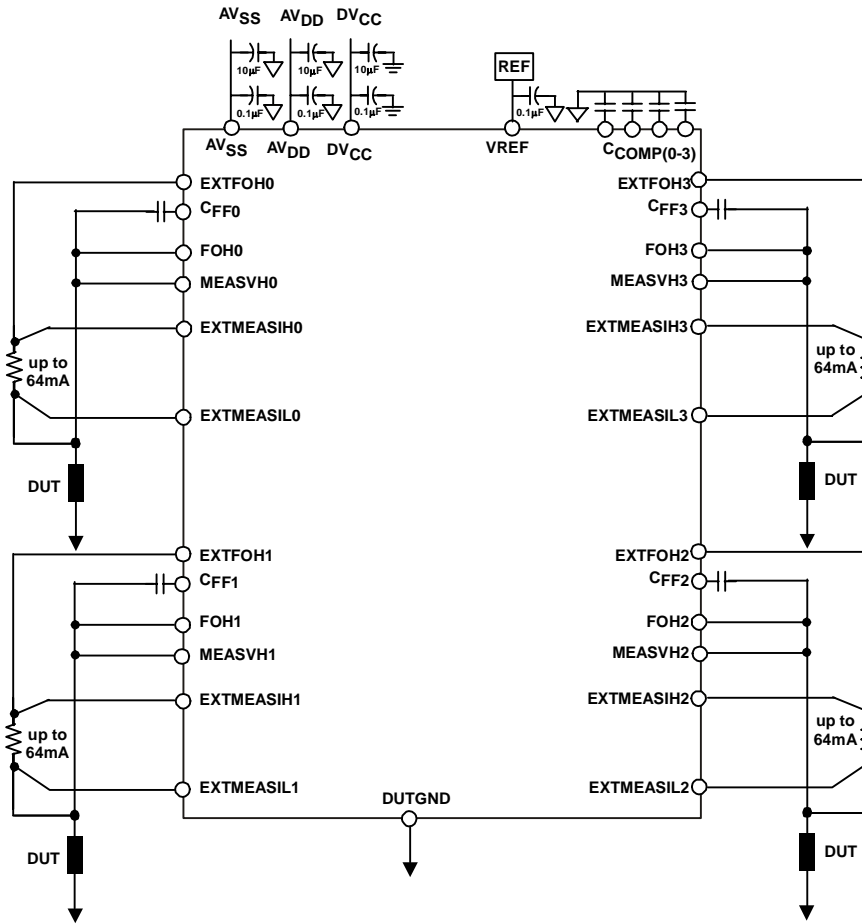 AVSS AVDD DVCC
10µF 10µF 10µF
REF
0.1µF 0.1µF 0.1µF 0.1µF
AVSS AVDD DVCC VREF CCOMP(0-3)
EXTFOH0
CFF0
FOH0
MEASVH0
EXTMEASIH0
up to
64mA
EXTMEASIL0
DUT
EXTFOH3
CFF3
FOH3
MEASVH3
EXTMEASIH3
up to
64mA
EXTMEASIL3
DUT
EXTFOH1
CFF1
FOH1
MEASVH1
EXTMEASIH1
up to
64mA
EXTMEASIL1
DUT
EXTFOH2
CFF2
FOH2
MEASVH2
EXTMEASIH2
up to
64mA
EXTMEASIL2
DUT
DUTGND